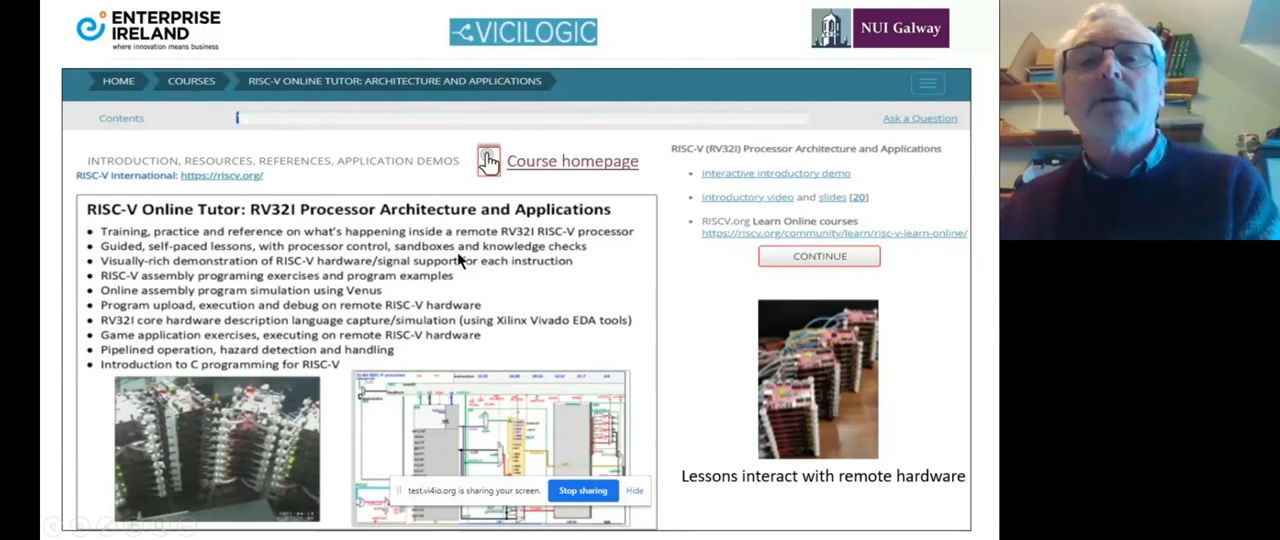 ENTERPRISE
IRELAND
where innovation means business
VICILOGIC
NUI Galway
HOME
COURSES
RISC-V ONLINE TUTOR: ARCHITECTURE AND APPLICATIONS
Contents
Ask a Question
INTRODUCTION, RESOURCES, REFERENCES, APPLICATION DEMOS
Course homepage
RISC-V International: https://riscv.org/
RISC-V Online Tutor: RV32I Processor Architecture and Applications
• Training, practice and reference on what's happening inside a remote RV32I RISC-V processor
• Guided, self-paced lessons, with processor control, sandboxes and knowledge checks
• Visually-rich demonstration of RISC-V hardware/signal support for each instruction
• RISC-V assembly programing exercises and program examples
• Online assembly program simulation using Venus
• Program upload, execution and debug on remote RISC-V hardware
• RV32I core hardware description language capture/simulation (using Xilinx Vivado EDA tools)
• Game application exercises, executing on remote RISC-V hardware
• Pipelined operation, hazard detection and handling
• Introduction to C programming for RISC-V
RISC-V (RV32I) Processor Architecture and Applications
• Interactive introductory demo
• Introductory video and slides [20]
• RISCV.org Learn Online courses
https://riscv.org/community/learn/risc-v-learn-online/
CONTINUE
Lessons interact with remote hardware
test.vi4io.org is sharing your screen.
Stop sharing
Hide